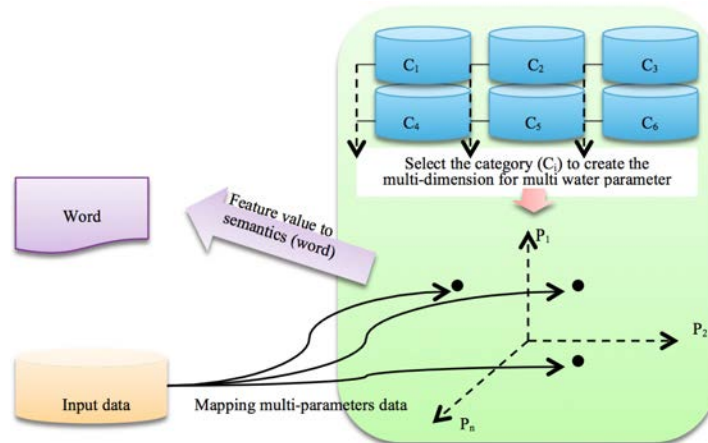 C1 C2 C3
C4 C5 C6
Select the category (Ci) to create the
multi-dimension for multi water parameter
Word
Feature value to
semantics (word)
P1
P2
Pn
Input data
Mapping multi-parameters data